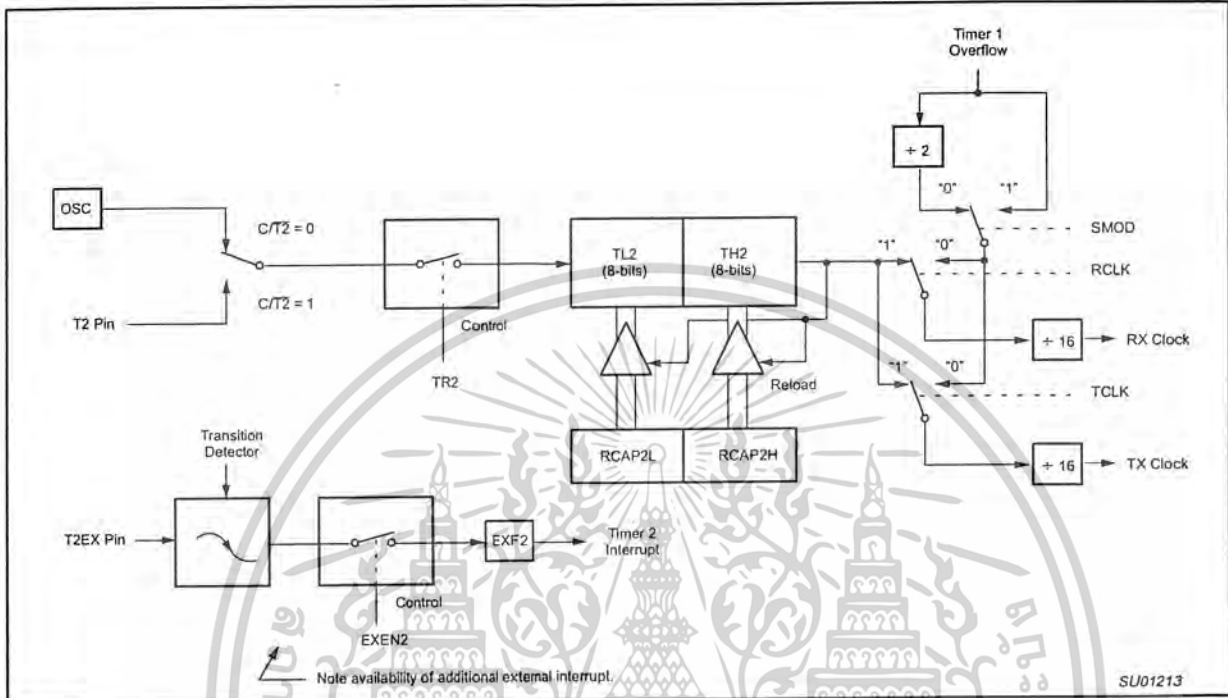 Timer 1
Overflow
÷ 2
"0"
"1"
OSC
C/T2̅ = 0
SMOD
TL2
(8-bits)
TH2
(8-bits)
"1"
"0"
RCLK
C/T2̅ = 1
T2 Pin
Control
÷ 16
RX Clock
TR2
Reload
"1"
"0"
TCLK
Transition
Detector
RCAP2L
RCAP2H
÷ 16
TX Clock
T2EX Pin
EXF2
Timer 2
Interrupt
Control
EXEN2
Note availability of additional external interrupt.
SU01213